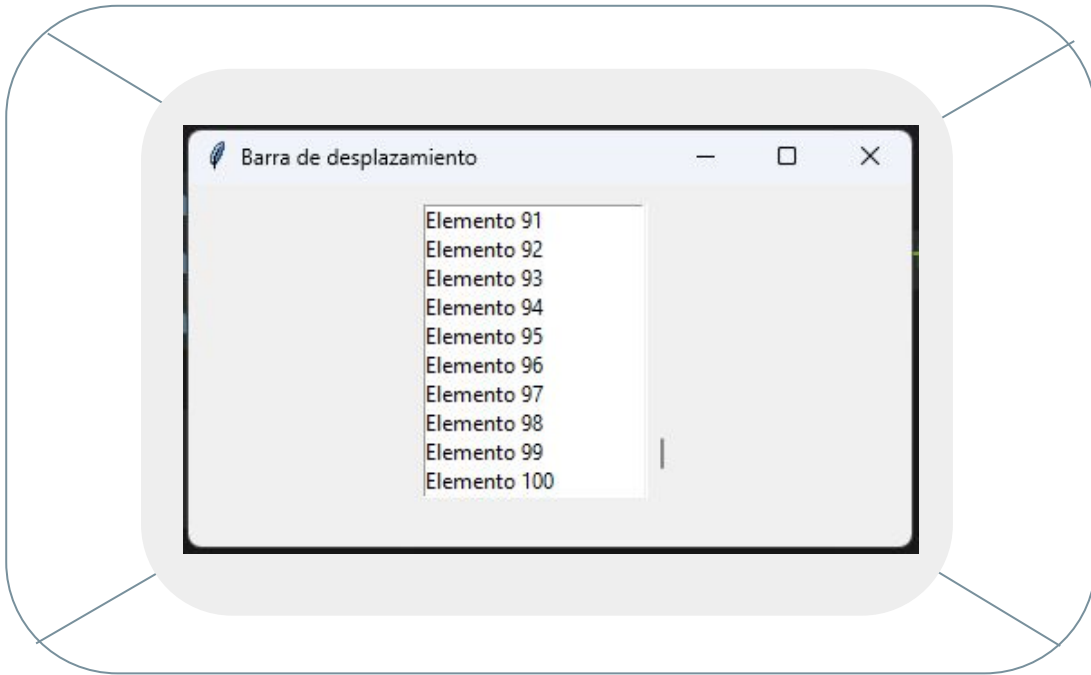 Barra de desplazamiento
Elemento 91
Elemento 92
Elemento 93
Elemento 94
Elemento 95
Elemento 96
Elemento 97
Elemento 98
Elemento 99
Elemento 100